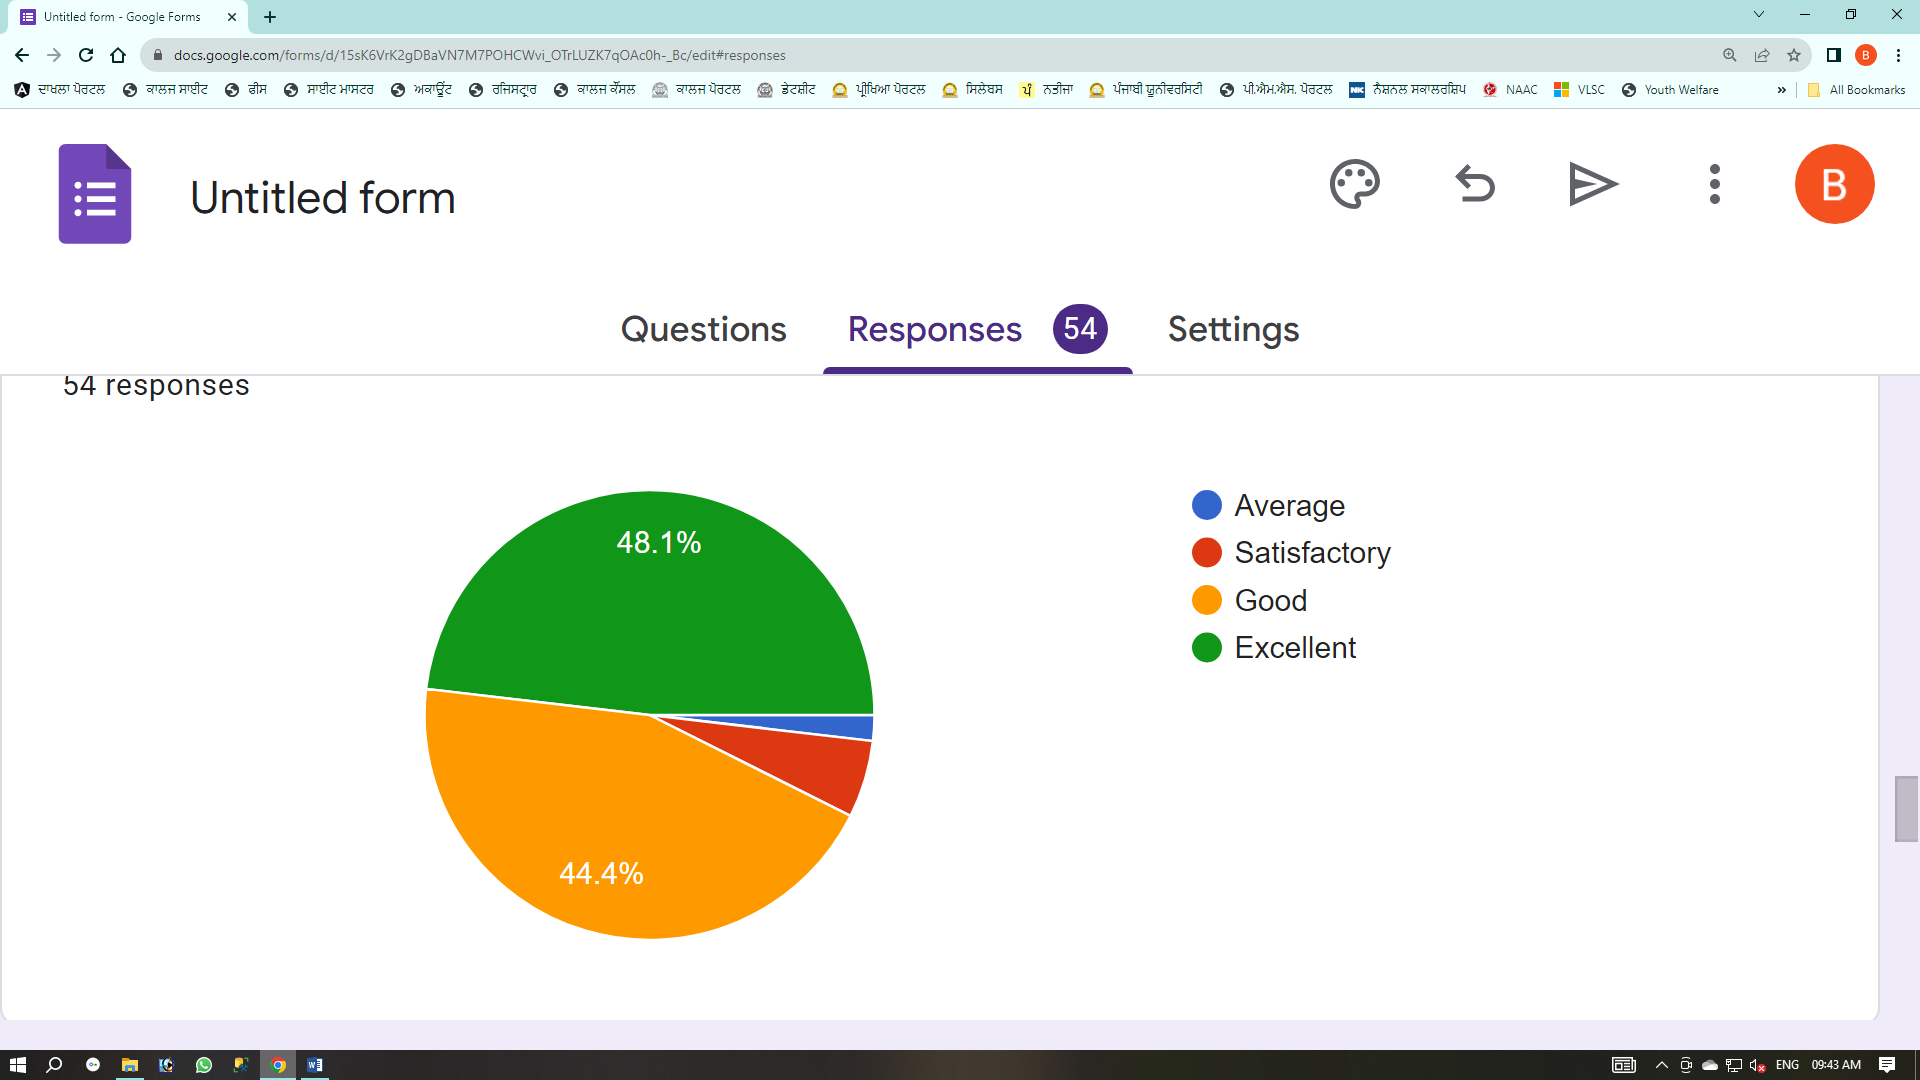 Untitled form - Google Forms
docs.google.com/forms/d/15sK6VrK2gDBaVN7M7POHCWvi_OTrLUZK7qOAc0h-_Bc/edit#responses
B
ਦਾਖਲਾ ਪੋਰਟਲ ਕਾਲਜ ਸਾਈਟ ਫੀਸ ਸਾਈਟ ਮਾਸਟਰ ਅਕਾਊਂਟ ਰਜਿਸਟ੍ਰਾਰ ਕਾਲਜ ਕੌਂਸਲ ਕਾਲਜ ਪੋਰਟਲ ਡੇਟਸ਼ੀਟ ਪ੍ਰੀਖਿਆ ਪੋਰਟਲ ਸਿਲੇਬਸ ਪੰ ਨਤੀਜਾ ਪੰਜਾਬੀ ਯੂਨੀਵਰਸਿਟੀ ਪੀ.ਐਮ.ਐਸ. ਪੋਰਟਲ NK ਨੈਸ਼ਨਲ ਸਕਾਲਰਸ਼ਿਪ NAAC VLSC Youth Welfare » All Bookmarks
Untitled form
B
Questions Responses 54 Settings
54 responses
48.1%
44.4%
Average
Satisfactory
Good
Excellent
ENG 09:43 AM